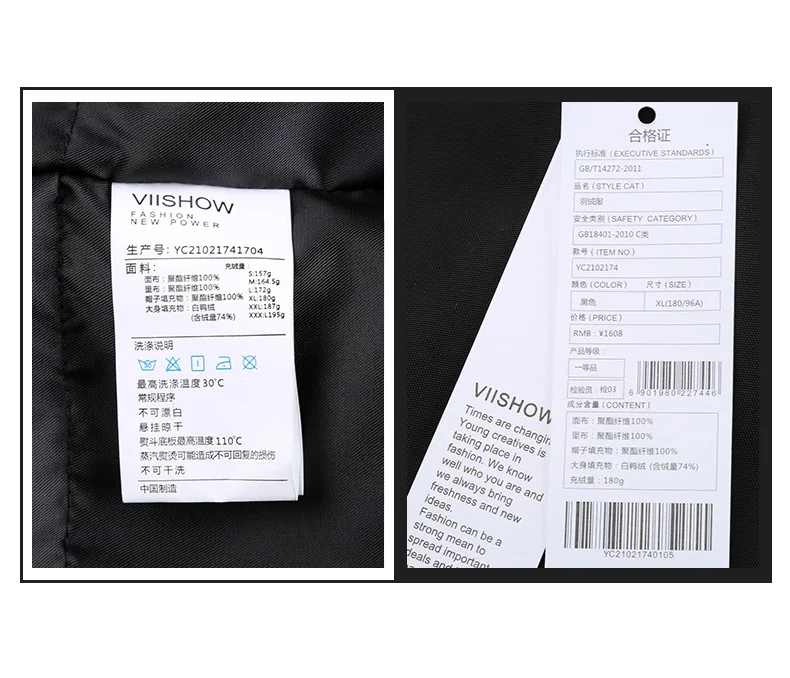 VIISHOW
FASHION
NEW POWER
生产号: YC21021741704
面料: 充绒量:
面布: 聚酯纤维100% S:157g
里布: 聚酯纤维100% M:164.5g
L:172g
帽子填充物: 聚酯纤维100% XL:180g
大身填充物: 白鸭绒 XXL:187g
(含绒量74%) XXX:L195g
洗涤说明
30
最高洗涤温度30℃
常规程序
不可漂白
悬挂晾干
熨斗底板最高温度110℃
蒸汽熨烫可能造成不可回复的损伤
不可干洗
中国制造
VIISHOW
Times are changin
Young creatives is
taking place in
fashion. We know
well who you are and
we always bring
freshness and new
ideas.
Fashion can be a
strong mean to
spread important
deals and
合格证
执行标准 (EXECUTIVE STANDARDS)
GB/T14272-2011
品名 (STYLE CAT)
羽绒服
安全类别 (SAFETY CATEGORY)
GB18401-2010 C类
款号 (ITEM NO.)
YC2102174
颜色 (COLOR) 尺寸 (SIZE)
黑色 XL(180/96A)
价格 (PRICE)
RMB: ¥1608
产品等级:
一等品
检验员: 检03
6 901980 227446
成分含量 (CONTENT)
面布: 聚酯纤维100%
里布: 聚酯纤维100%
帽子填充物: 聚酯纤维100%
大身填充物: 白鸭绒 (含绒量74%)
充绒量: 180g
YC21021740105